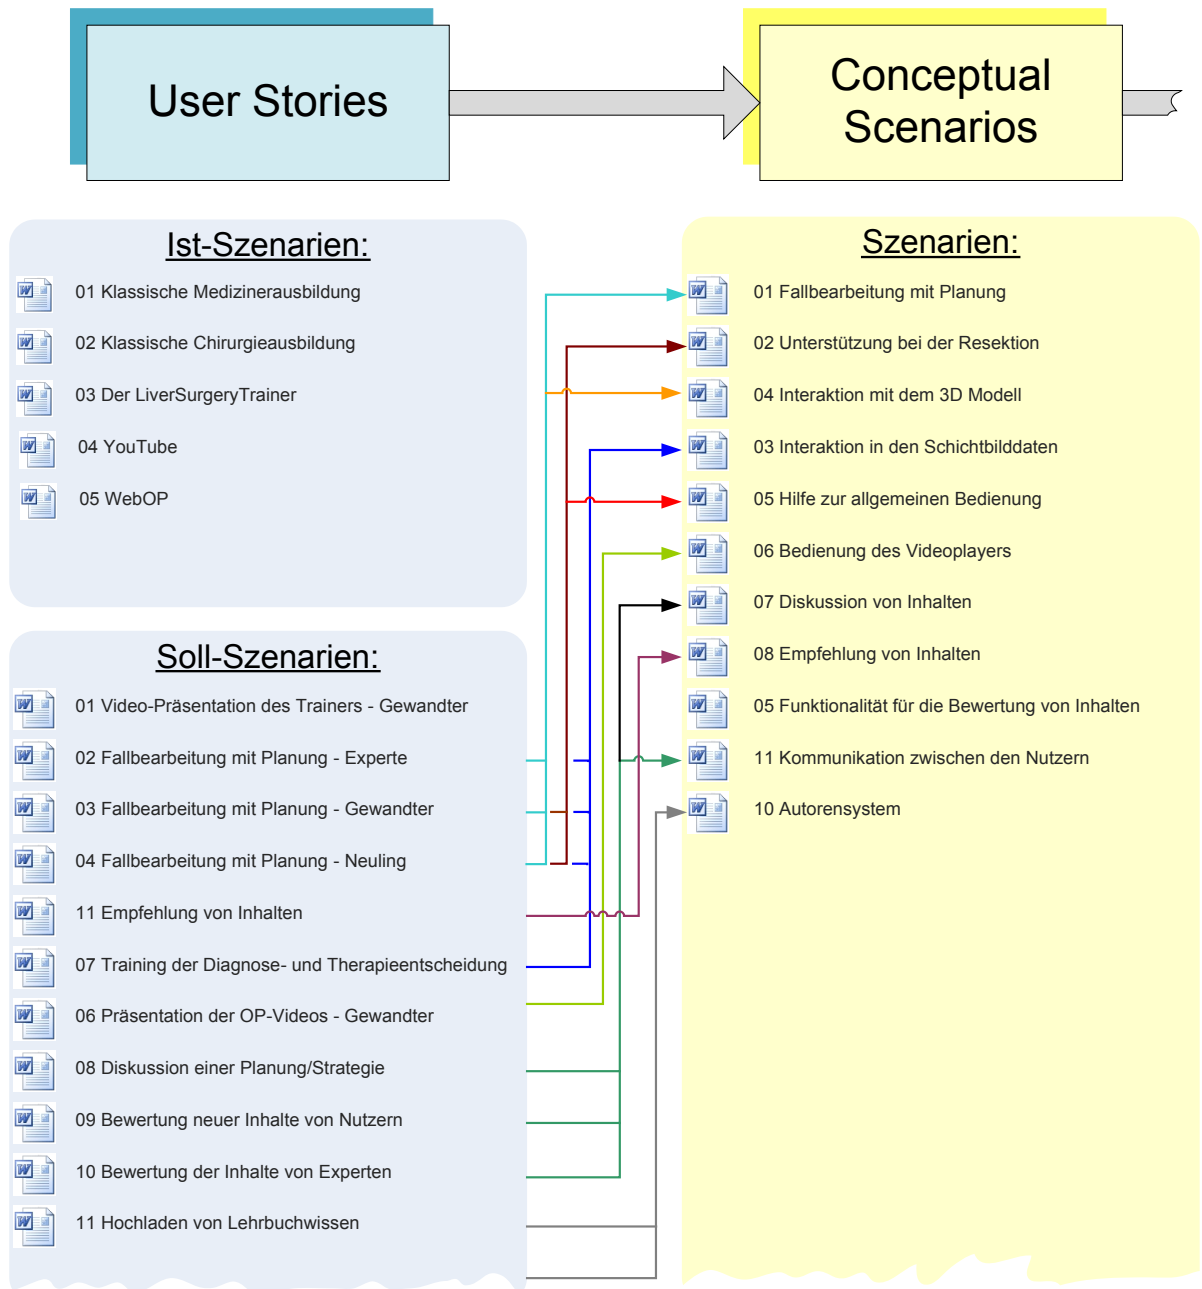 User Stories
Conceptual
Scenarios
Ist-Szenarien:
01 Klassische Medizinerausbildung
02 Klassische Chirurgieausbildung
03 Der LiverSurgeryTrainer
04 YouTube
05 WebOP
Soll-Szenarien:
01 Video-Präsentation des Trainers - Gewandter
02 Fallbearbeitung mit Planung - Experte
03 Fallbearbeitung mit Planung - Gewandter
04 Fallbearbeitung mit Planung - Neuling
11 Empfehlung von Inhalten
07 Training der Diagnose- und Therapieentscheidung
06 Präsentation der OP-Videos - Gewandter
08 Diskussion einer Planung/Strategie
09 Bewertung neuer Inhalte von Nutzern
10 Bewertung der Inhalte von Experten
11 Hochladen von Lehrbuchwissen
Szenarien:
01 Fallbearbeitung mit Planung
02 Unterstützung bei der Resektion
04 Interaktion mit dem 3D Modell
03 Interaktion in den Schichtbilddaten
05 Hilfe zur allgemeinen Bedienung
06 Bedienung des Videoplayers
07 Diskussion von Inhalten
08 Empfehlung von Inhalten
05 Funktionalität für die Bewertung von Inhalten
11 Kommunikation zwischen den Nutzern
10 Autorensystem